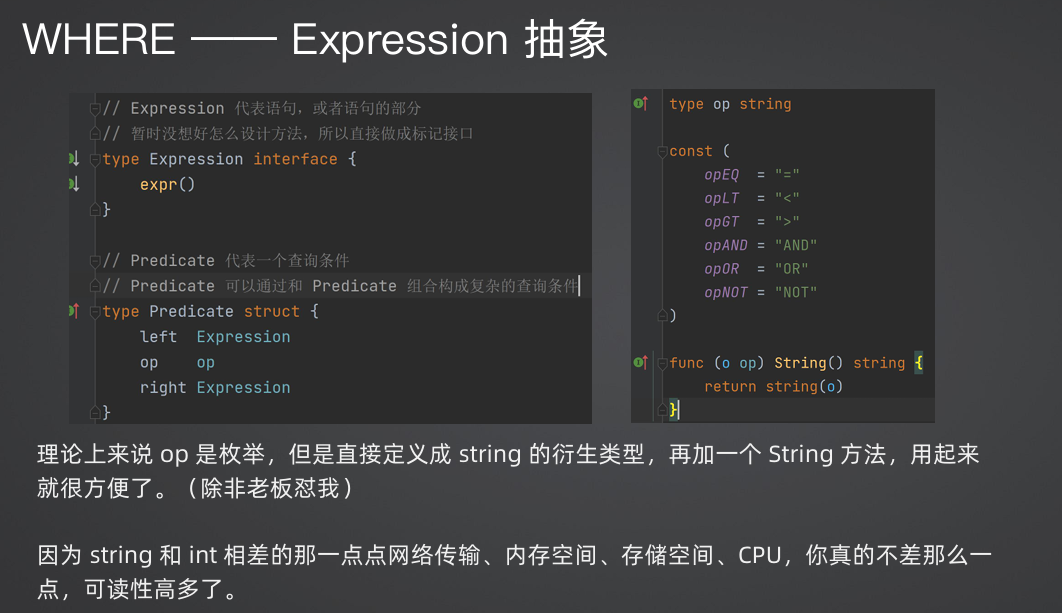 WHERE —— Expression 抽象
// Expression 代表语句，或者语句的部分
// 暂时没想好怎么设计方法，所以直接做成标记接口
type Expression interface {
    expr()
}
// Predicate 代表一个查询条件
// Predicate 可以通过和 Predicate 组合构成复杂的查询条件
type Predicate struct {
    left  Expression
    op    op
    right Expression
}
type op string
const (
    opEQ  = "="
    opLT  = "<"
    opGT  = ">"
    opAND = "AND"
    opOR  = "OR"
    opNOT = "NOT"
)
func (o op) String() string {
    return string(o)
}
理论上来说 op 是枚举，但是直接定义成 string 的衍生类型，再加一个 String 方法，用起来
就很方便了。（除非老板怼我）
因为 string 和 int 相差的那一点点网络传输、内存空间、存储空间、CPU，你真的不差那么一
点，可读性高多了。